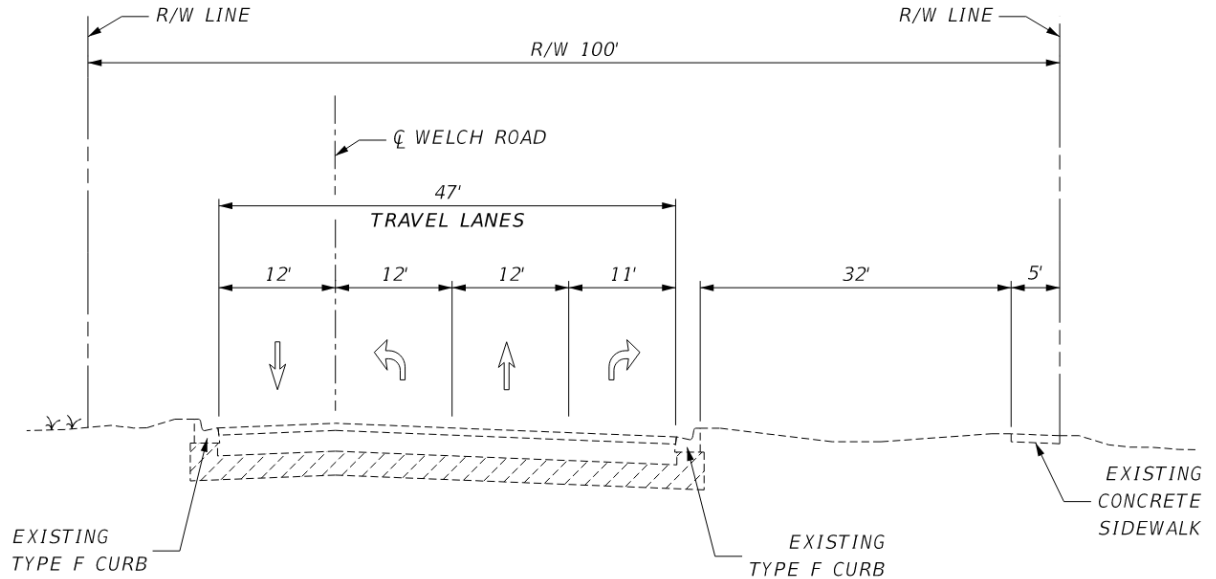 R/W LINE
R/W LINE
R/W 100'
℄ WELCH ROAD
47'
TRAVEL LANES
12'
12'
12'
11'
32'
5'
EXISTING
TYPE F CURB
EXISTING
TYPE F CURB
EXISTING
CONCRETE
SIDEWALK